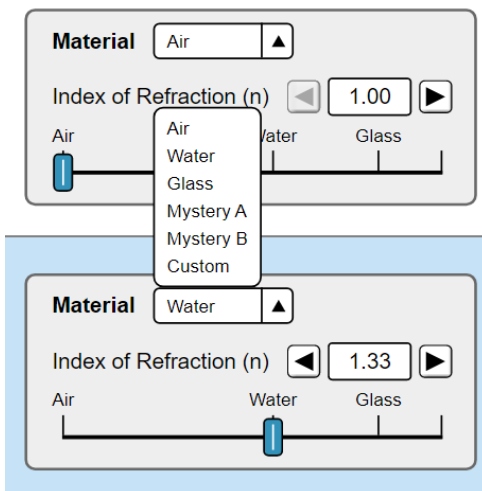 Material Air
Index of Refraction (n) 1.00
Air Glass
Air
Water
Glass
Mystery A
Mystery B
Custom
Material Water
Index of Refraction (n) 1.33
Air Water Glass